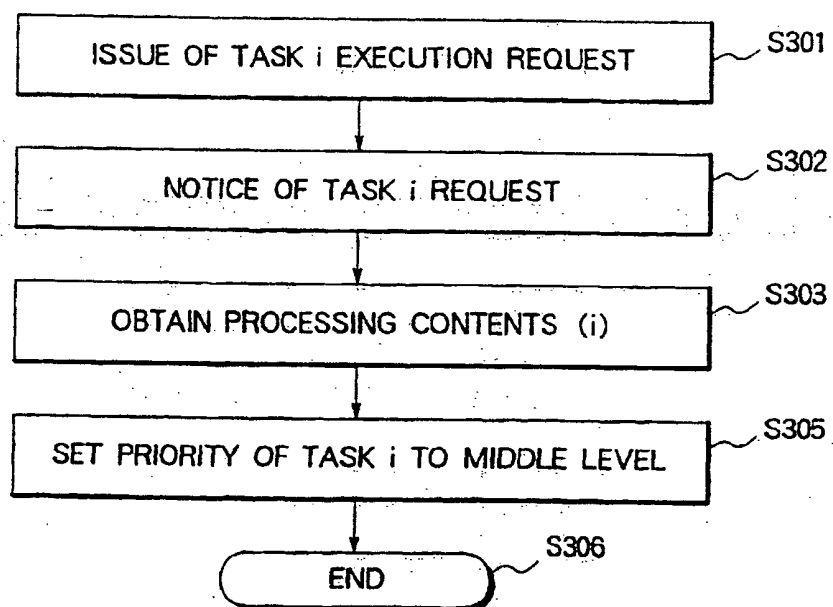 ISSUE OF TASK i EXECUTION REQUEST
S301
NOTICE OF TASK i REQUEST
S302
OBTAIN PROCESSING CONTENTS (i)
S303
SET PRIORITY OF TASK i TO MIDDLE LEVEL
S305
END
S306